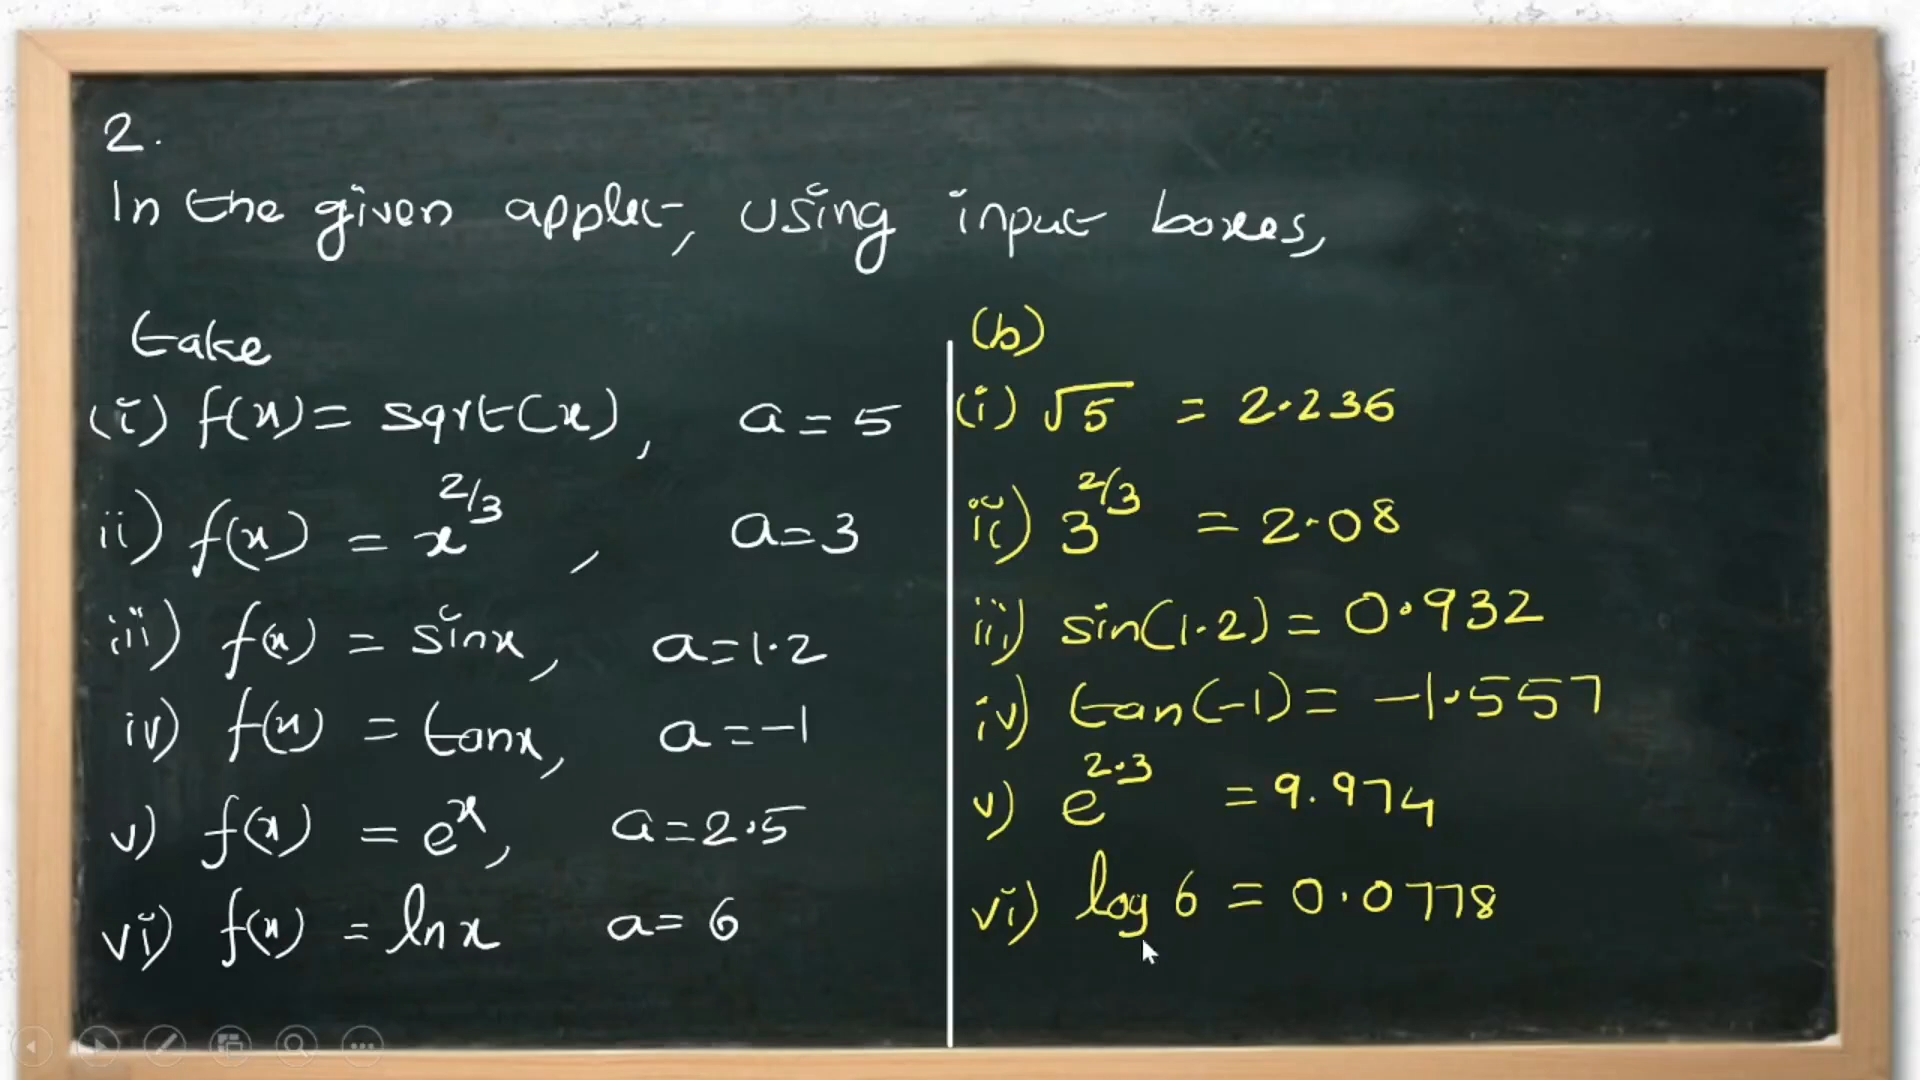 2.
In the given applet, using input boxes,
take
(i) f(x) = sqrt(x), a = 5
ii) f(x) = x^2/3, a=3
iii) f(x) = sinx, a=1.2
iv) f(x) = tanx, a = -1
v) f(x) = e^x, a=2.5
vi) f(x) = ln x a= 6
(b)
(i) √5 = 2.236
ii) 3^2/3 = 2.08
iii) sin(1.2) = 0.932
iv) tan(-1) = -1.557
v) e^2.3 = 9.974
vi) log 6 = 0.0778